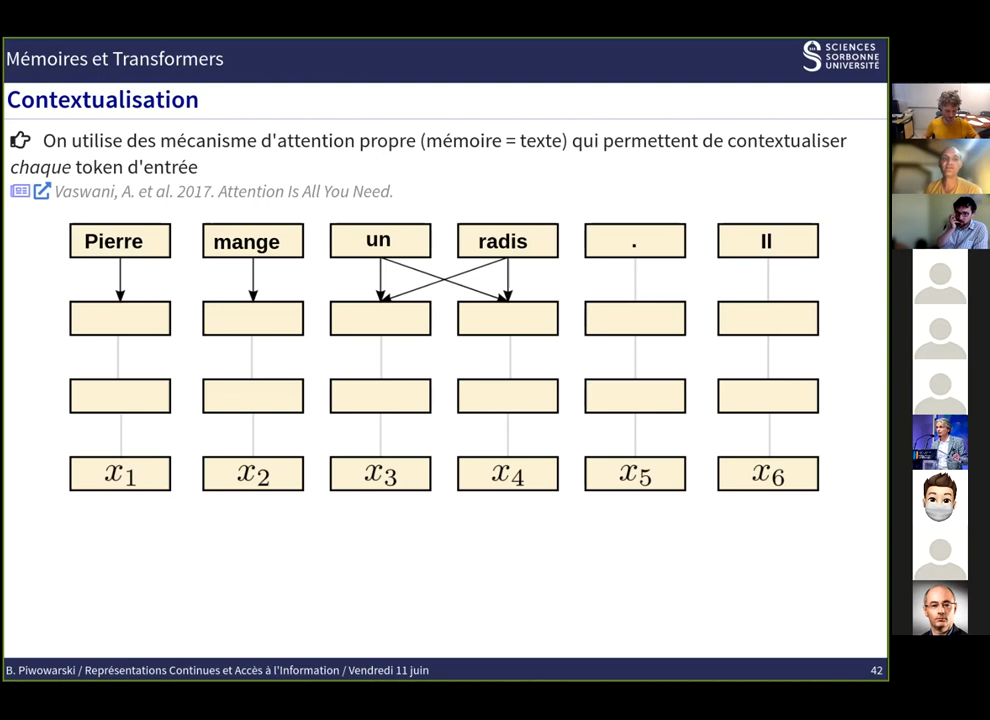 Mémoires et Transformers
SCIENCES
SORBONNE
UNIVERSITÉ
Contextualisation
On utilise des mécanisme d'attention propre (mémoire = texte) qui permettent de contextualiser
chaque token d'entrée
Vaswani, A. et al. 2017. Attention Is All You Need.
Pierre mange un radis . Il
x1 x2 x3 x4 x5 x6
B. Piwowarski / Représentations Continues et Accès à l'Information / Vendredi 11 juin 42